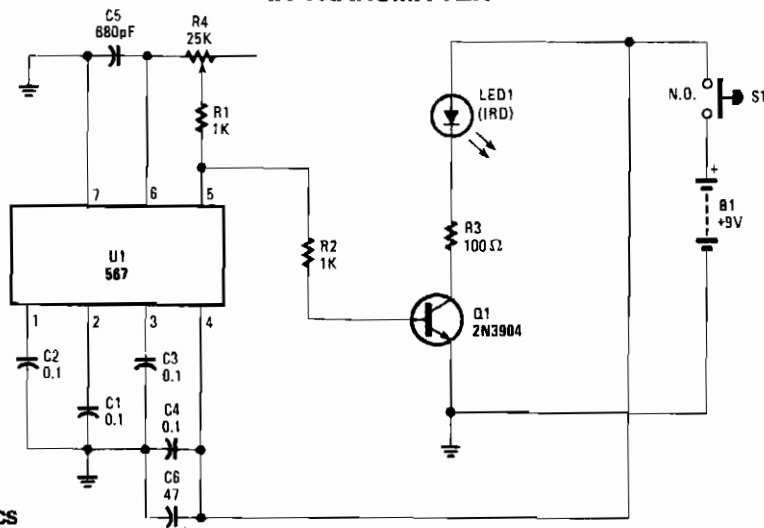 C5
680pF
R4
25K
R1
1K
LED1
(IRD)
N.O.
S1
7
6
5
+
B1
+9V
U1
567
R2
1K
R3
100 Ω
Q1
2N3904
1
2
3
4
C2
0.1
C1
0.1
C3
0.1
C4
0.1
C6
47